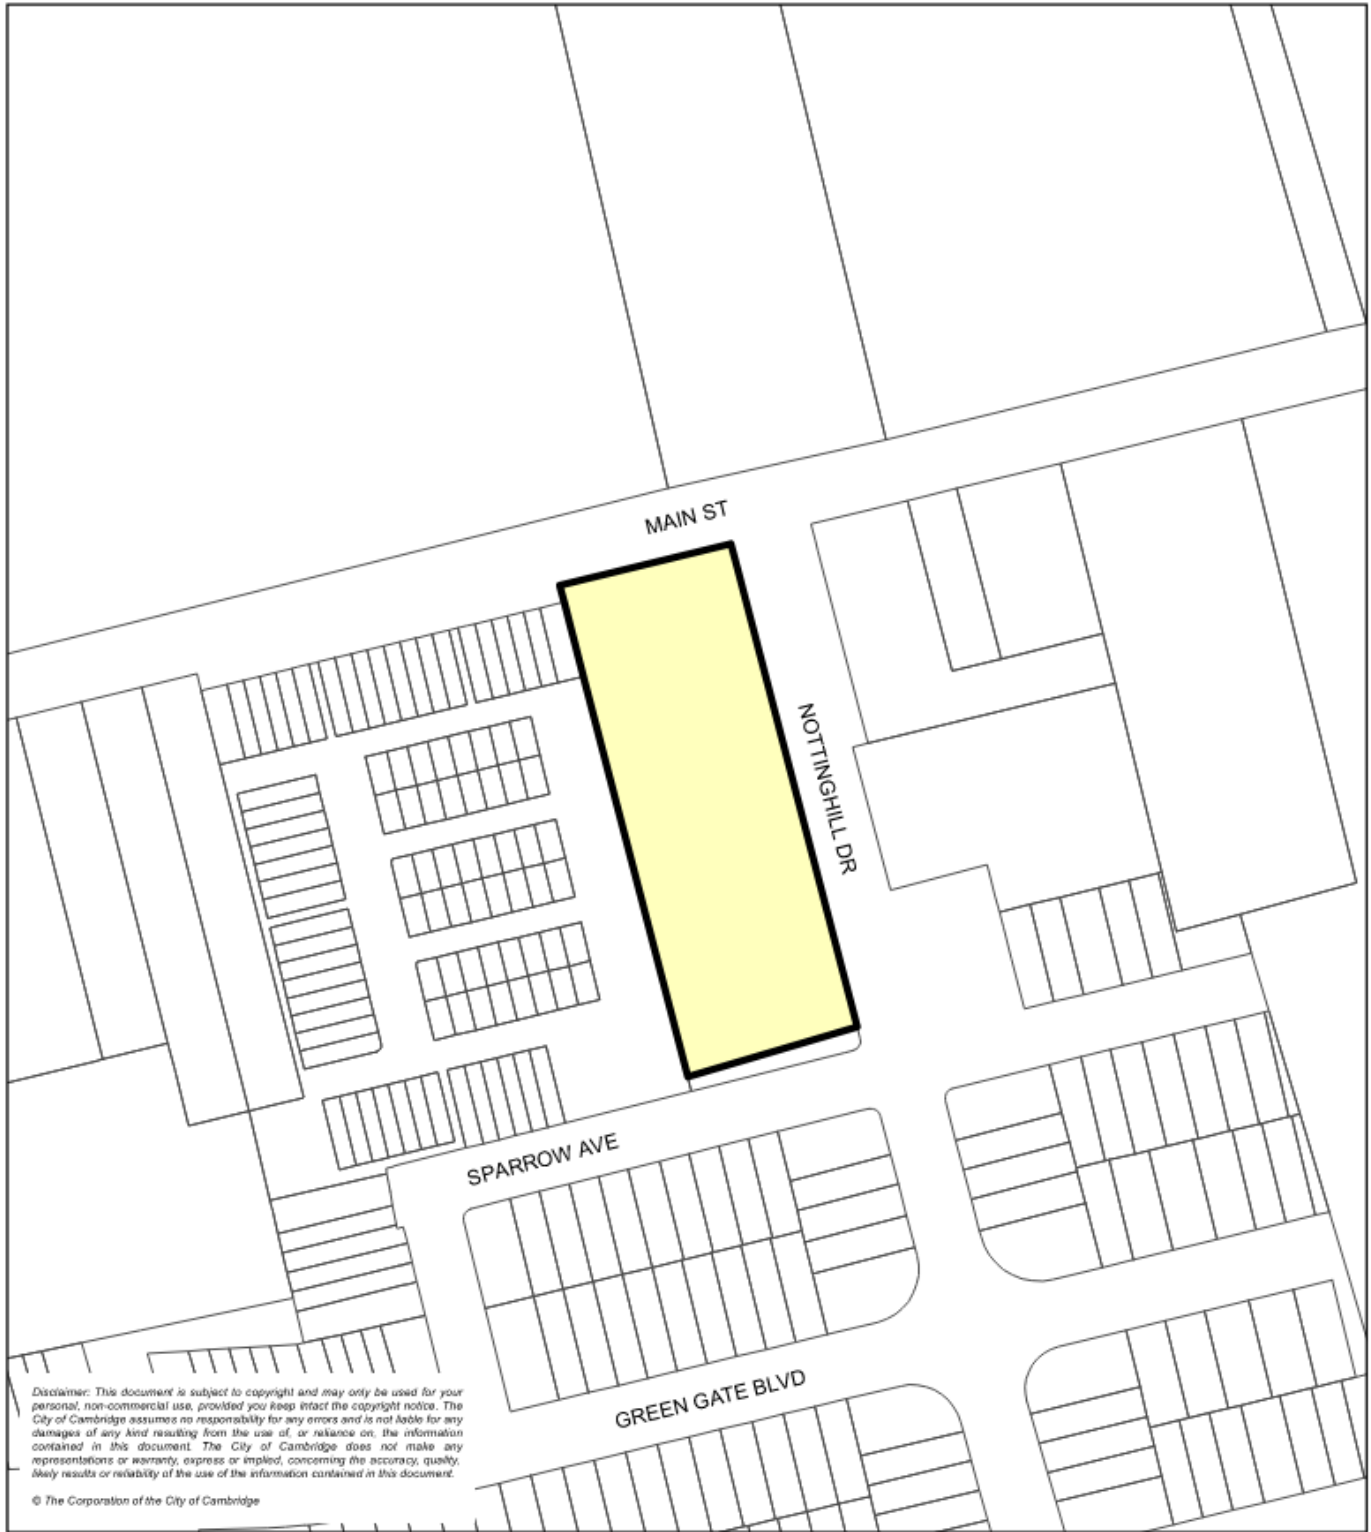 MAIN ST
NOTTINGHILL DR
SPARROW AVE
GREEN GATE BLVD
Disclaimer: This document is subject to copyright and may only be used for your
personal, non-commercial use, provided you keep intact the copyright notice. The
City of Cambridge assumes no responsibility for any errors and is not liable for any
damages of any kind resulting from the use of, or reliance on, the information
contained in this document. The City of Cambridge does not make any
representations or warranty, express or implied, concerning the accuracy, quality,
likely results or reliability of the use of the information contained in this document.
© The Corporation of the City of Cambridge